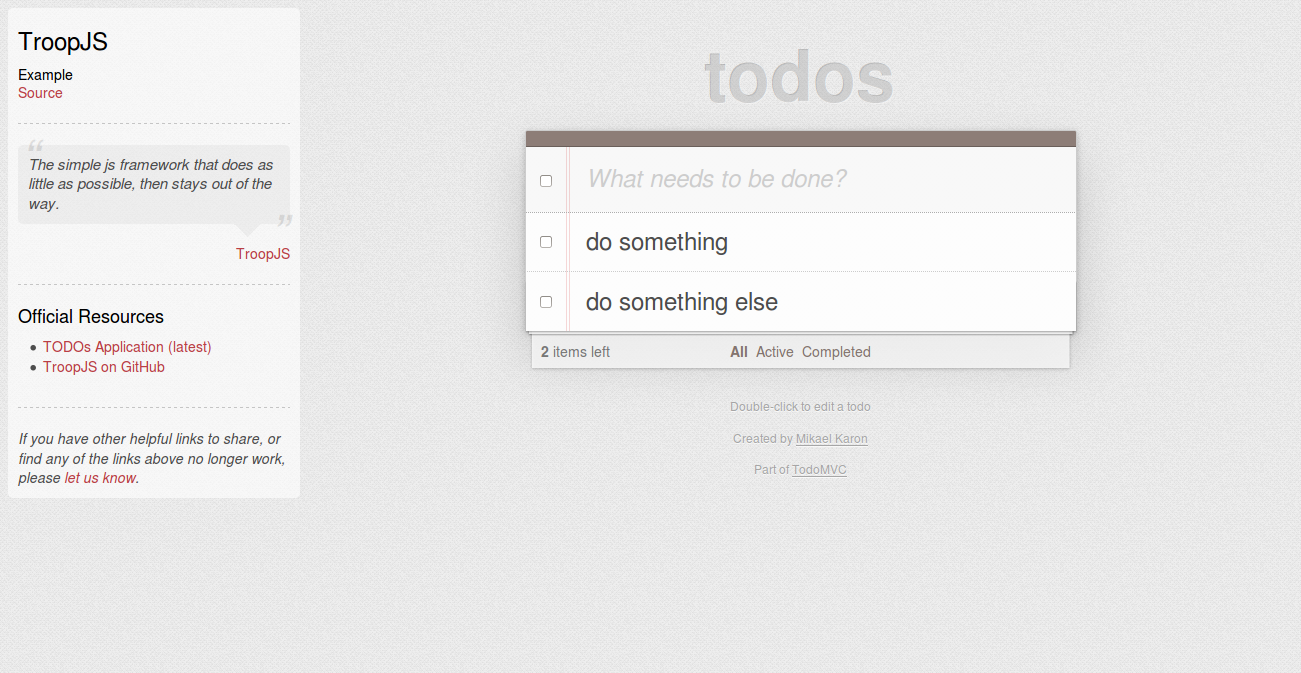 TroopJS
Example
Source
“
The simple js framework that does as
little as possible, then stays out of the
way.
”
TroopJS
Official Resources
• TODOs Application (latest)
• TroopJS on GitHub
If you have other helpful links to share, or
find any of the links above no longer work,
please let us know.
todos
What needs to be done?
do something
do something else
2 items left All Active Completed
Double-click to edit a todo
Created by Mikael Karon
Part of TodoMVC